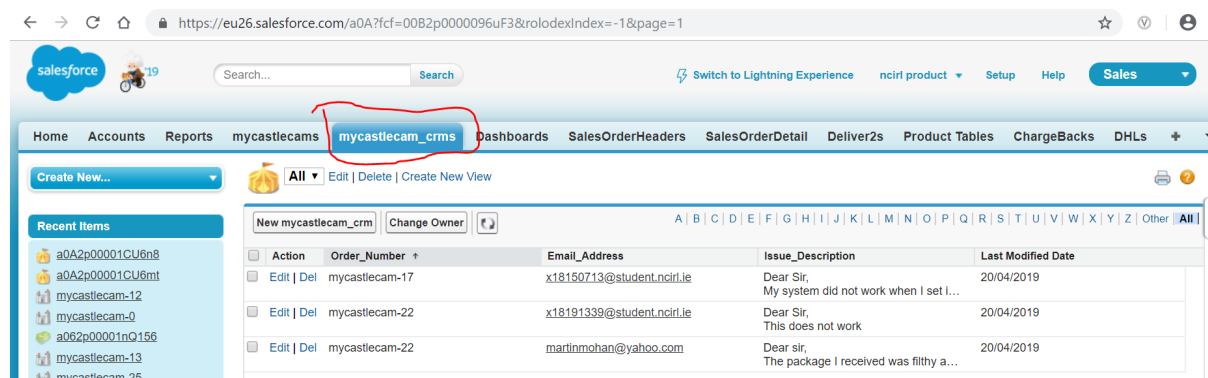 https://eu26.salesforce.com/a0A?fcf=00B2p0000096uF3&rolodexIndex=-1&page=1
salesforce '19 Search... Search Switch to Lightning Experience ncirl product Setup Help Sales
Home Accounts Reports mycastlecams mycastlecam_crms Dashboards SalesOrderHeaders SalesOrderDetail Deliver2s Product Tables ChargeBacks DHLs +
Create New... All Edit | Delete | Create New View
New mycastlecam_crm Change Owner A | B | C | D | E | F | G | H | I | J | K | L | M | N | O | P | Q | R | S | T | U | V | W | X | Y | Z | Other | All
Recent Items
Action Order_Number Email_Address Issue_Description Last Modified Date
Edit | Del mycastlecam-17 x18150713@student.ncirl.ie Dear Sir, 20/04/2019
My system did not work when I set i...
Edit | Del mycastlecam-22 x18191339@student.ncirl.ie Dear Sir, 20/04/2019
This does not work
Edit | Del mycastlecam-22 martinmohan@yahoo.com Dear sir, 20/04/2019
The package I received was filthy a...
a0A2p00001CU6n8
a0A2p00001CU6mt
mycastlecam-12
mycastlecam-0
a062p00001nQ156
mycastlecam-13
mycastlecam-25